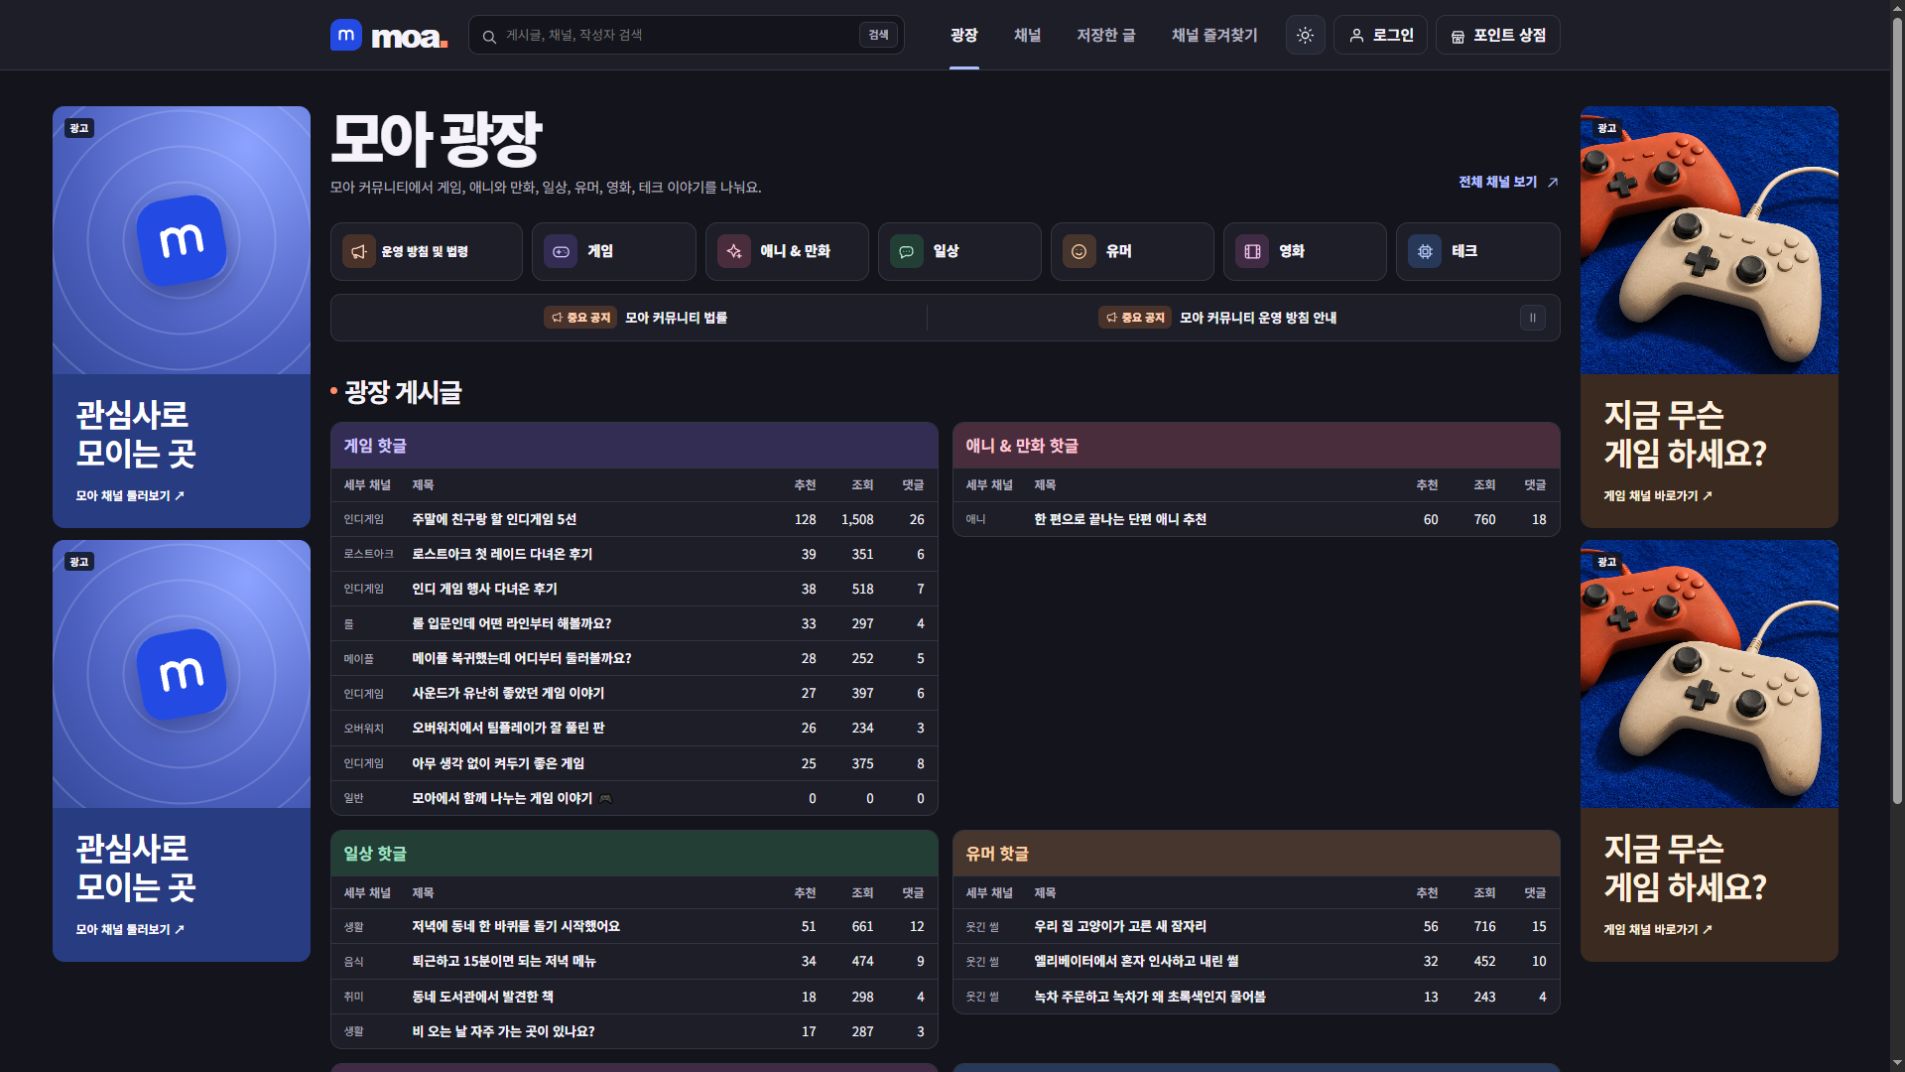 m moa.
게시글, 채널, 작성자 검색
검색
광장
채널
저장한 글
채널 즐겨찾기
로그인
포인트 상점
광고
m
관심사로
모이는 곳
모아 채널 둘러보기 ↗
광고
m
관심사로
모이는 곳
모아 채널 둘러보기 ↗
모아 광장
모아 커뮤니티에서 게임, 애니와 만화, 일상, 유머, 영화, 테크 이야기를 나눠요.
전체 채널 보기 ↗
운영 방침 및 법령
게임
애니 & 만화
일상
유머
영화
테크
중요 공지 모아 커뮤니티 법률
중요 공지 모아 커뮤니티 운영 방침 안내
광장 게시글
게임 핫글
세부 채널 제목 추천 조회 댓글
인디게임 주말에 친구랑 할 인디게임 5선 128 1,508 26
로스트아크 로스트아크 첫 레이드 다녀온 후기 39 351 6
인디게임 인디 게임 행사 다녀온 후기 38 518 7
롤 롤 입문인데 어떤 라인부터 해볼까요? 33 297 4
메이플 메이플 복귀했는데 어디부터 둘러볼까요? 28 252 5
인디게임 사운드가 유난히 좋았던 게임 이야기 27 397 6
오버워치 오버워치에서 팀플레이가 잘 풀린 판 26 234 3
인디게임 아무 생각 없이 켜두기 좋은 게임 25 375 8
일반 모아에서 함께 나누는 게임 이야기 🎮 0 0 0
애니 & 만화 핫글
세부 채널 제목 추천 조회 댓글
애니 한 편으로 끝나는 단편 애니 추천 60 760 18
일상 핫글
세부 채널 제목 추천 조회 댓글
생활 저녁에 동네 한 바퀴를 돌기 시작했어요 51 661 12
음식 퇴근하고 15분이면 되는 저녁 메뉴 34 474 9
취미 동네 도서관에서 발견한 책 18 298 4
생활 비 오는 날 자주 가는 곳이 있나요? 17 287 3
유머 핫글
세부 채널 제목 추천 조회 댓글
웃긴 썰 우리 집 고양이가 고른 새 잠자리 56 716 15
웃긴 썰 엘리베이터에서 혼자 인사하고 내린 썰 32 452 10
웃긴 썰 녹차 주문하고 녹차가 왜 초록색인지 물어봄 13 243 4
광고
지금 무슨
게임 하세요?
게임 채널 바로가기 ↗
광고
지금 무슨
게임 하세요?
게임 채널 바로가기 ↗